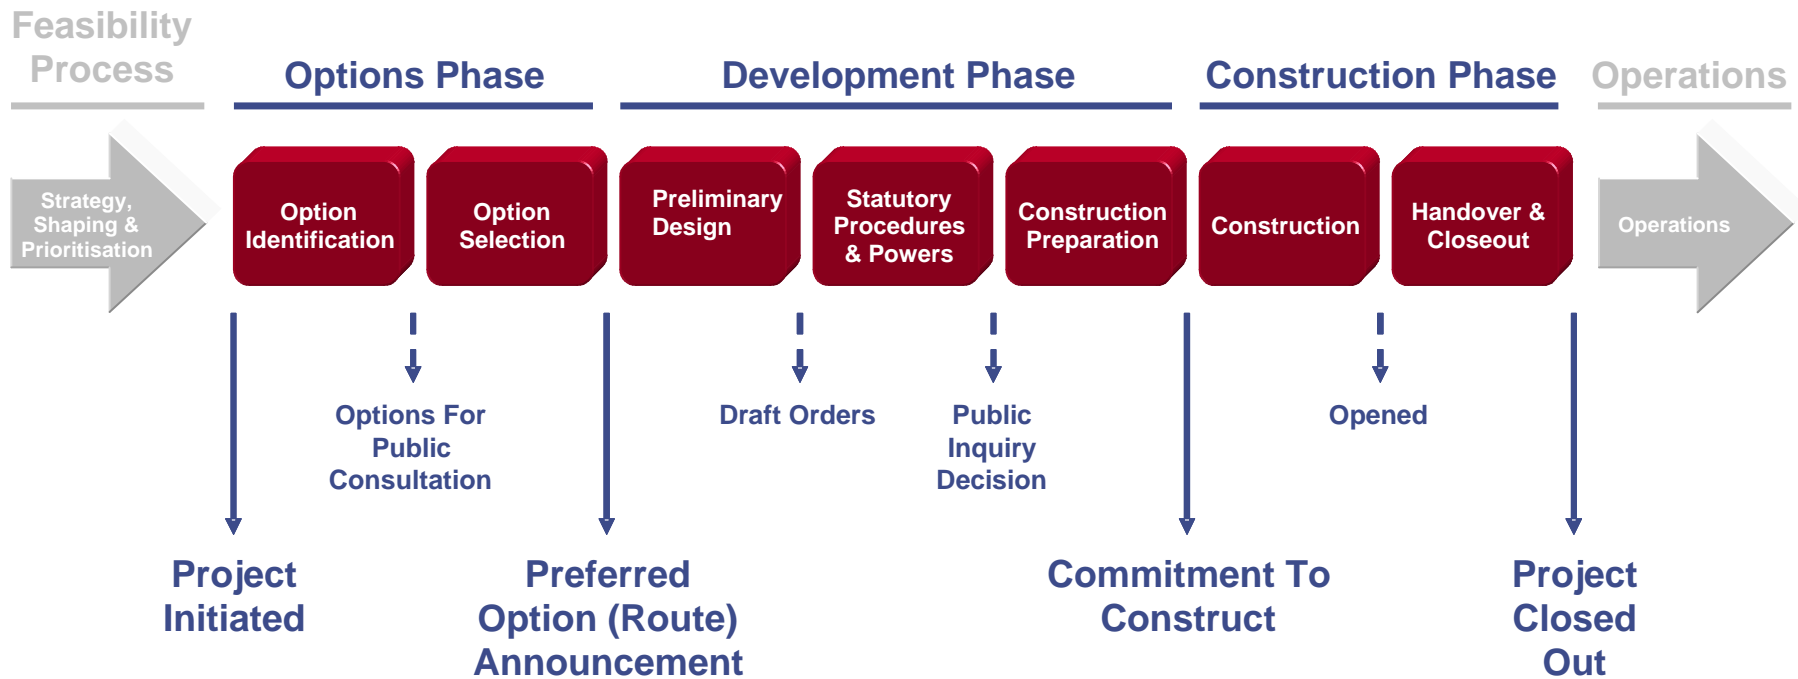 Feasibility
Process
Options Phase
Development Phase
Construction Phase
Operations
Strategy,
Shaping &
Prioritisation
Option
Identification
Option
Selection
Preliminary
Design
Statutory
Procedures
& Powers
Construction
Preparation
Construction
Handover &
Closeout
Operations
Options For
Public
Consultation
Draft Orders
Public
Inquiry
Decision
Opened
Project
Initiated
Preferred
Option (Route)
Announcement
Commitment To
Construct
Project
Closed
Out